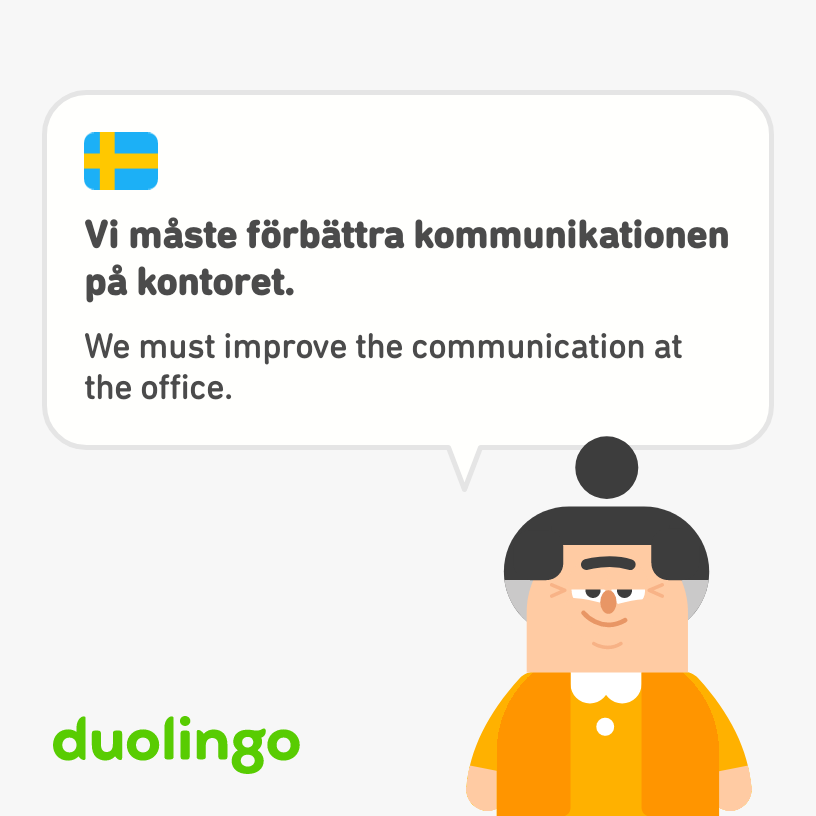 Vi måste förbättra kommunikationen
på kontoret.
We must improve the communication at
the office.
duolingo